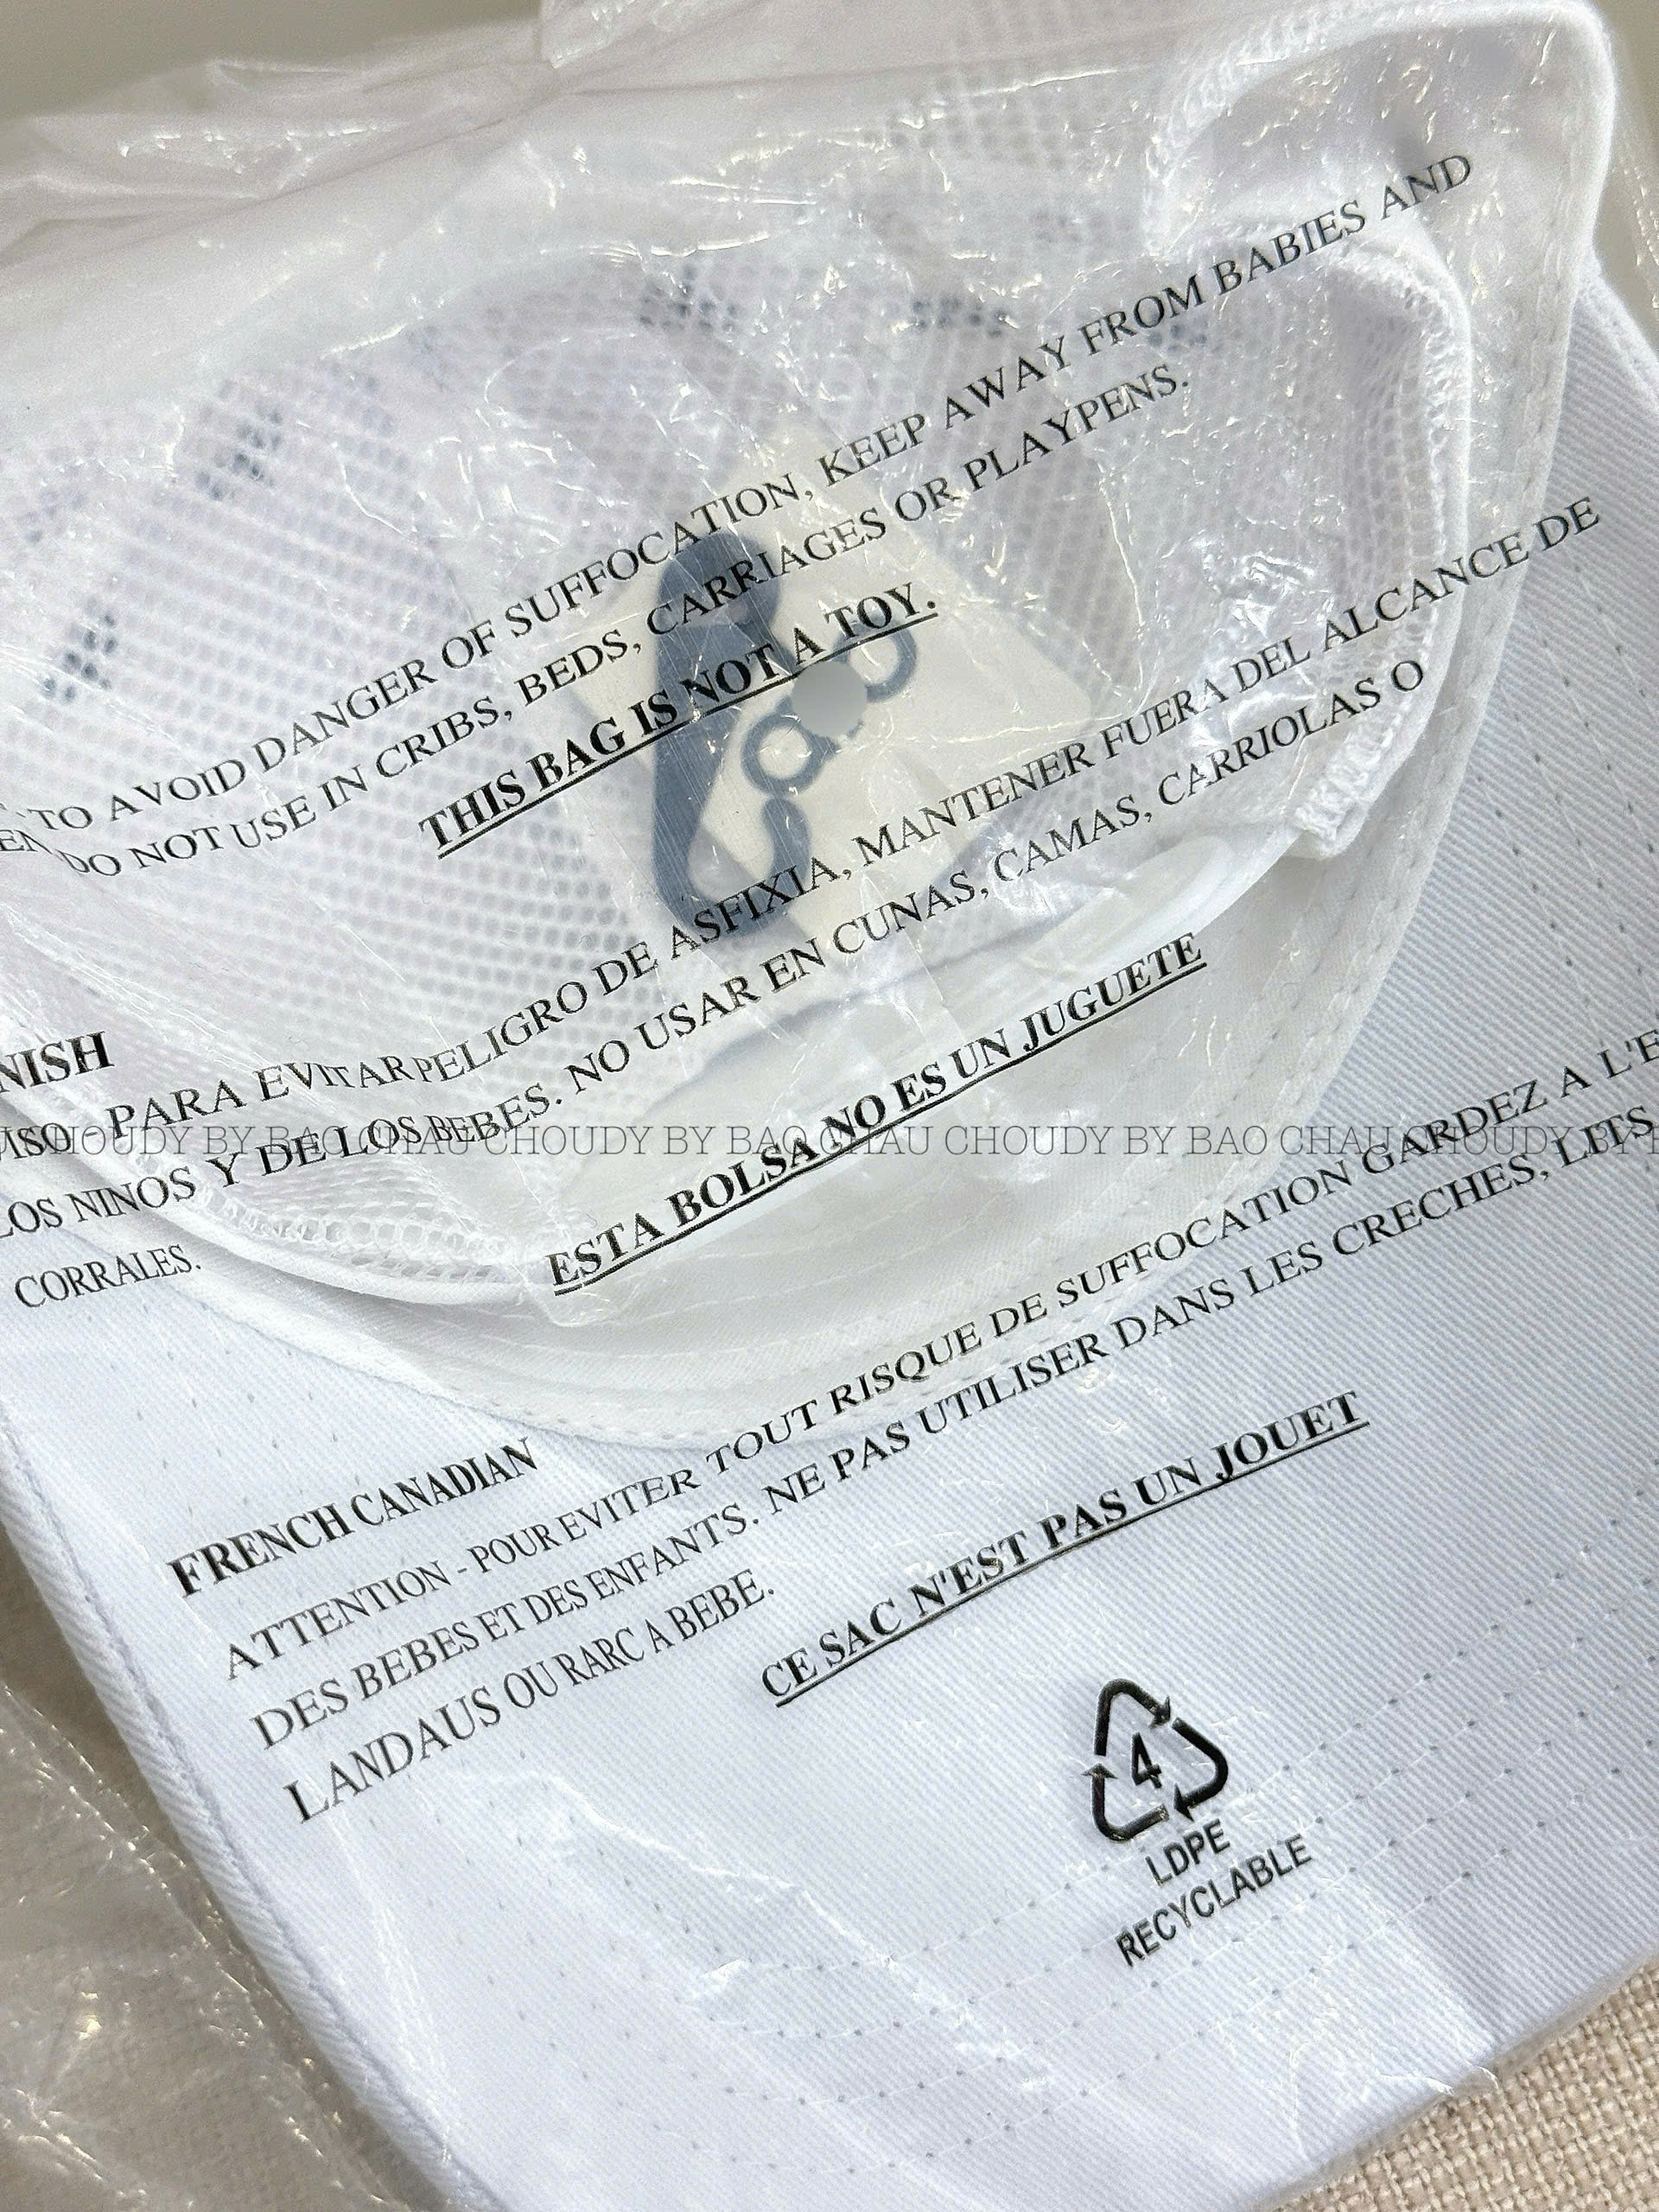 TO AVOID DANGER OF SUFFOCATION, KEEP AWAY FROM BABIES AND
DO NOT USE IN CRIBS, BEDS, CARRIAGES OR PLAYPENS.
THIS BAG IS NOT A TOY.
NISH
PARA EVITAR PELIGRO DE ASFIXIA, MANTENER FUERA DEL ALCANCE DE
LOS NINOS Y DE LOS BEBES. NO USAR EN CUNAS, CAMAS, CARRIOLAS O
CORRALES.
ESTA BOLSA NO ES UN JUGUETE
CHOUDY BY BAO CHAU CHOUDY BY BAO CHAU CHOUDY BY BAO CHAU CHOUDY BY
FRENCH CANADIAN
ATTENTION - POUR EVITER TOUT RISQUE DE SUFFOCATION GARDEZ A L'E
DES BEBES ET DES ENFANTS. NE PAS UTILISER DANS LES CRECHES, LITS
LANDAUS OU RARC A BEBE.
CE SAC N'EST PAS UN JOUET
4
LDPE
RECYCLABLE